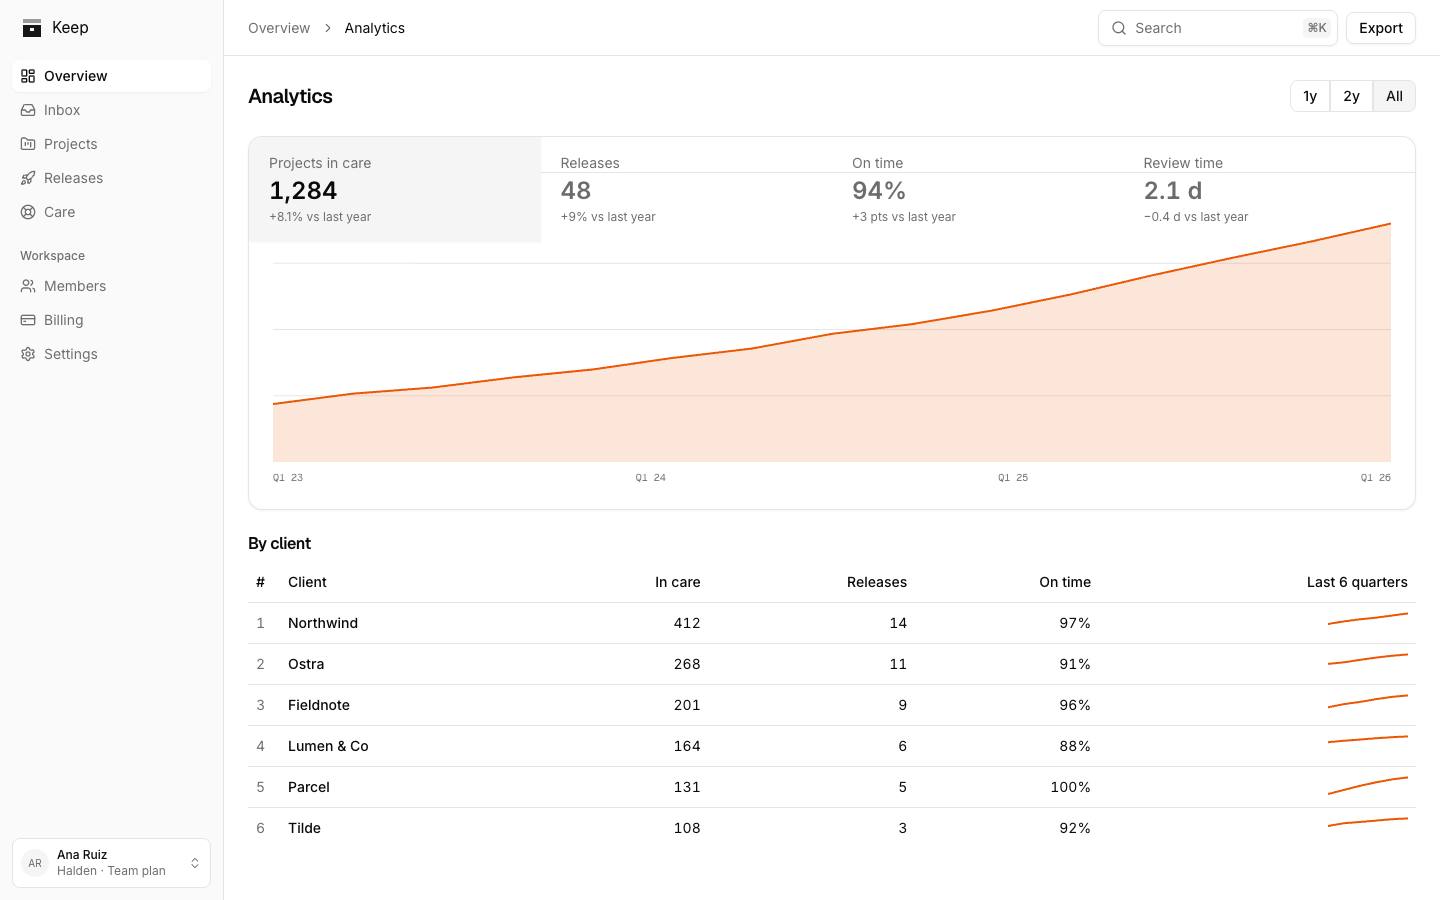 Keep
Overview
Inbox
Projects
Releases
Care
Workspace
Members
Billing
Settings
AR
Ana Ruiz
Halden · Team plan
Overview > Analytics
Search ⌘K
Export
Analytics
1y 2y All
Projects in care
1,284
+8.1% vs last year
Releases
48
+9% vs last year
On time
94%
+3 pts vs last year
Review time
2.1 d
−0.4 d vs last year
Q1 23 Q1 24 Q1 25 Q1 26
By client
# Client In care Releases On time Last 6 quarters
1 Northwind 412 14 97%
2 Ostra 268 11 91%
3 Fieldnote 201 9 96%
4 Lumen & Co 164 6 88%
5 Parcel 131 5 100%
6 Tilde 108 3 92%